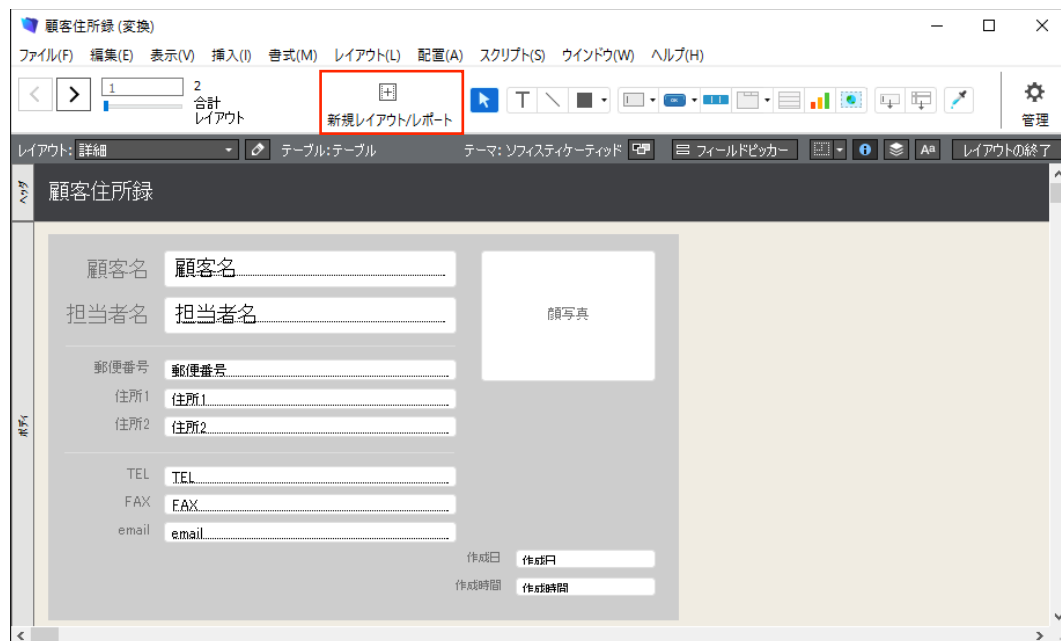 顧客住所録 (変換)
ファイル(F) 編集(E) 表示(V) 挿入(I) 書式(M) レイアウト(L) 配置(A) スクリプト(S) ウインドウ(W) ヘルプ(H)
1
2
合計
レイアウト
新規レイアウト/レポート
T
管理
レイアウト: 詳細 テーブル:テーブル テーマ: ソフィスティケーティッド フィールドピッカー Aa レイアウトの終了
ヘッダ
顧客住所録
ボディ
顧客名 顧客名
担当者名 担当者名
顔写真
郵便番号 郵便番号
住所1 住所1
住所2 住所2
TEL TEL
FAX FAX
email email
作成日 作成日
作成時間 作成時間